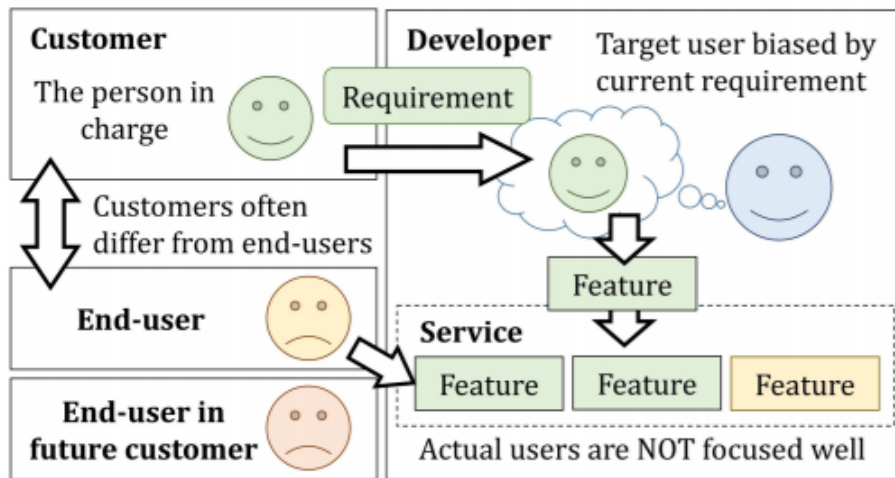 Customer
The person in
charge
Requirement
Customers often
differ from end-users
End-user
End-user in
future customer
Developer
Target user biased by
current requirement
Feature
Service
Feature
Feature
Feature
Actual users are NOT focused well